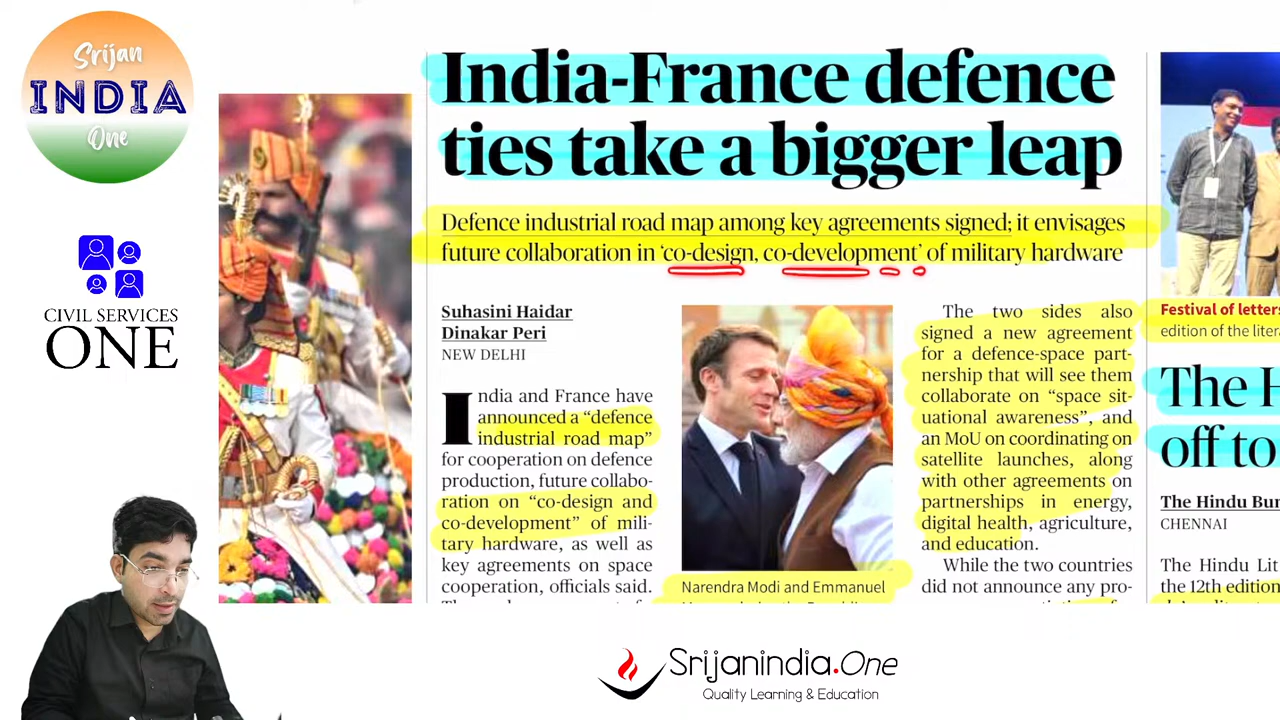 Srijan
INDIA
One
CIVIL SERVICES
ONE
India-France defence
ties take a bigger leap
Defence industrial road map among key agreements signed; it envisages
future collaboration in ‘co-design, co-development’ of military hardware
Suhasini Haidar
Dinakar Peri
NEW DELHI
India and France have
announced a “defence
industrial road map”
for cooperation on defence
production, future collabo-
ration on “co-design and
co-development” of mili-
tary hardware, as well as
key agreements on space
cooperation, officials said.
Narendra Modi and Emmanuel
The two sides also
signed a new agreement
for a defence-space part-
nership that will see them
collaborate on “space sit-
uational awareness”, and
an MoU on coordinating on
satellite launches, along
with other agreements on
partnerships in energy,
digital health, agriculture,
and education.
While the two countries
did not announce any pro-
Festival of letters
edition of the
The H
off to
The Hindu
CHENNAI
The Hindu Lit
the 12th edition
Srijanindia.One
Quality Learning & Education